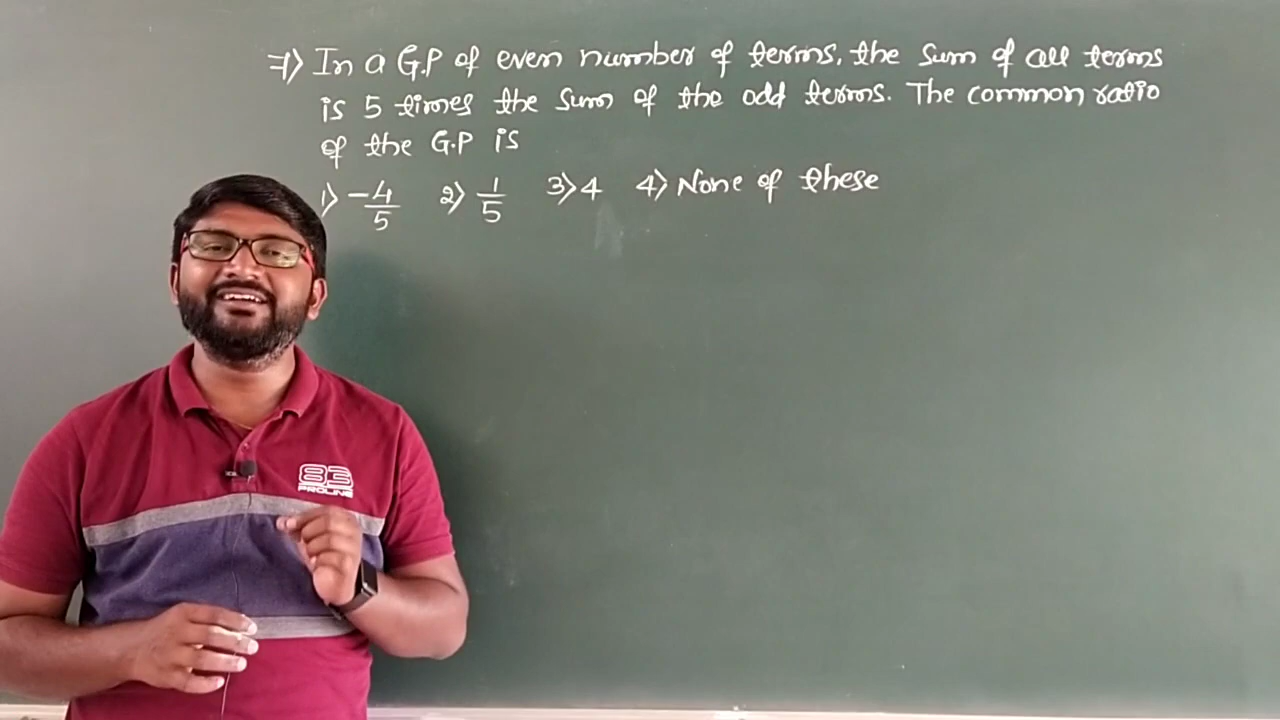 ⇒ In a G.P of even number of terms, the sum of all terms
is 5 times the sum of the odd terms. The common ratio
of the G.P is
1) -4/5 2) 1/5 3) 4 4) None of these
83
PROLINE